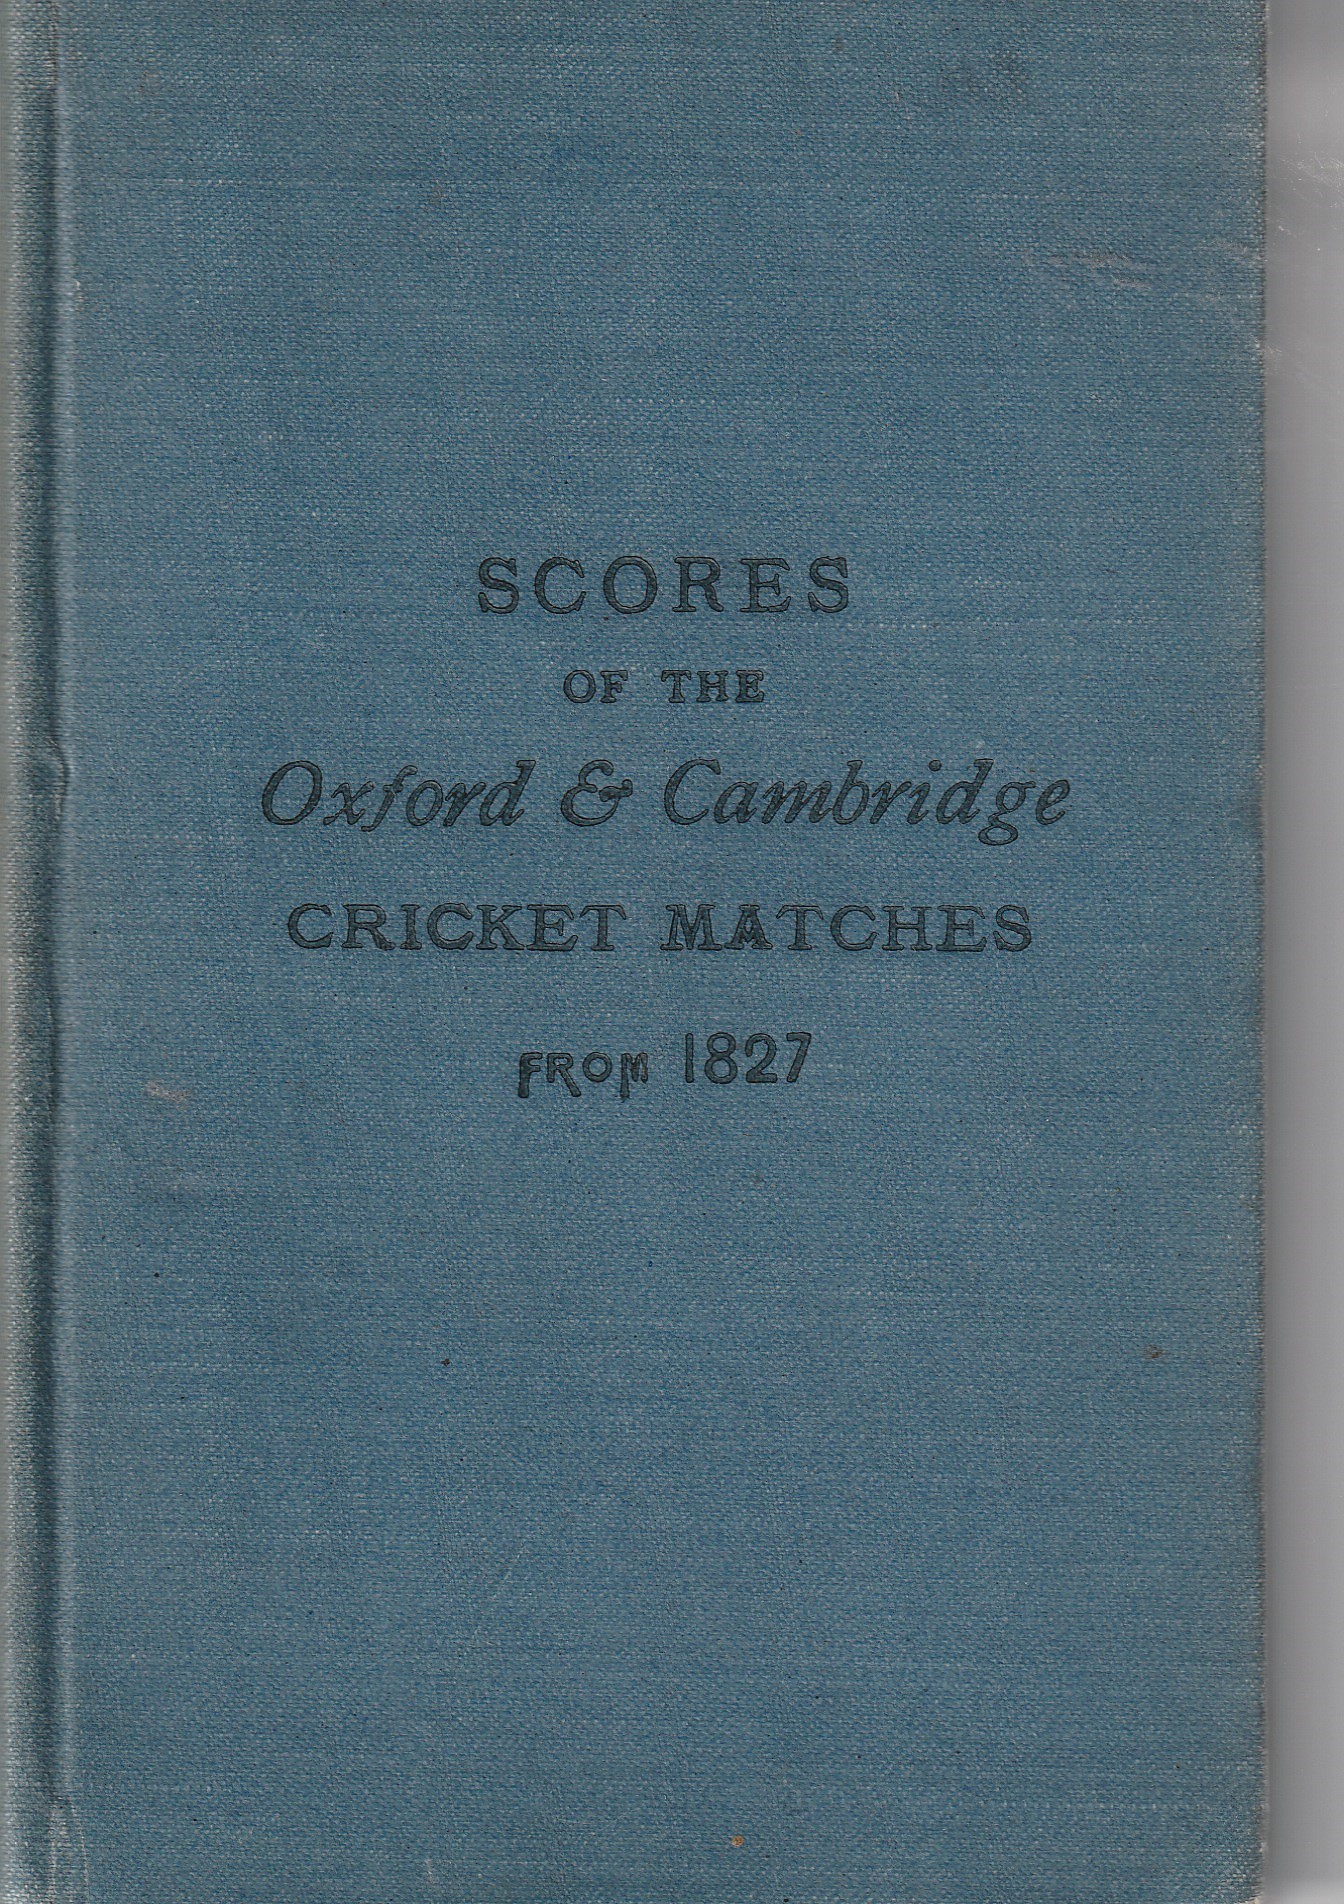 SCORES
OF THE
Oxford & Cambridge
CRICKET MATCHES
FROM 1827